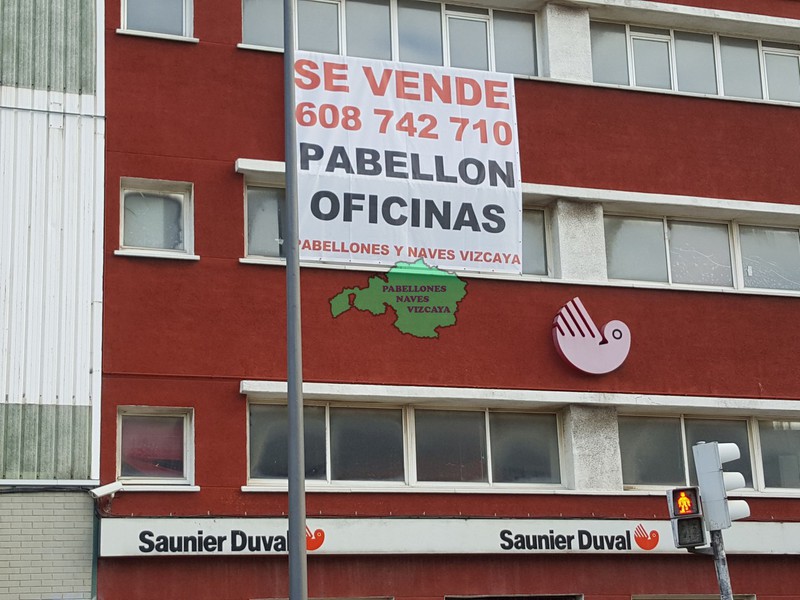 SE VENDE
608 742 710
PABELLON
OFICINAS
PABELLONES Y NAVES VIZCAYA
PABELLONES
NAVES
VIZCAYA
Saunier Duval
Saunier Duval